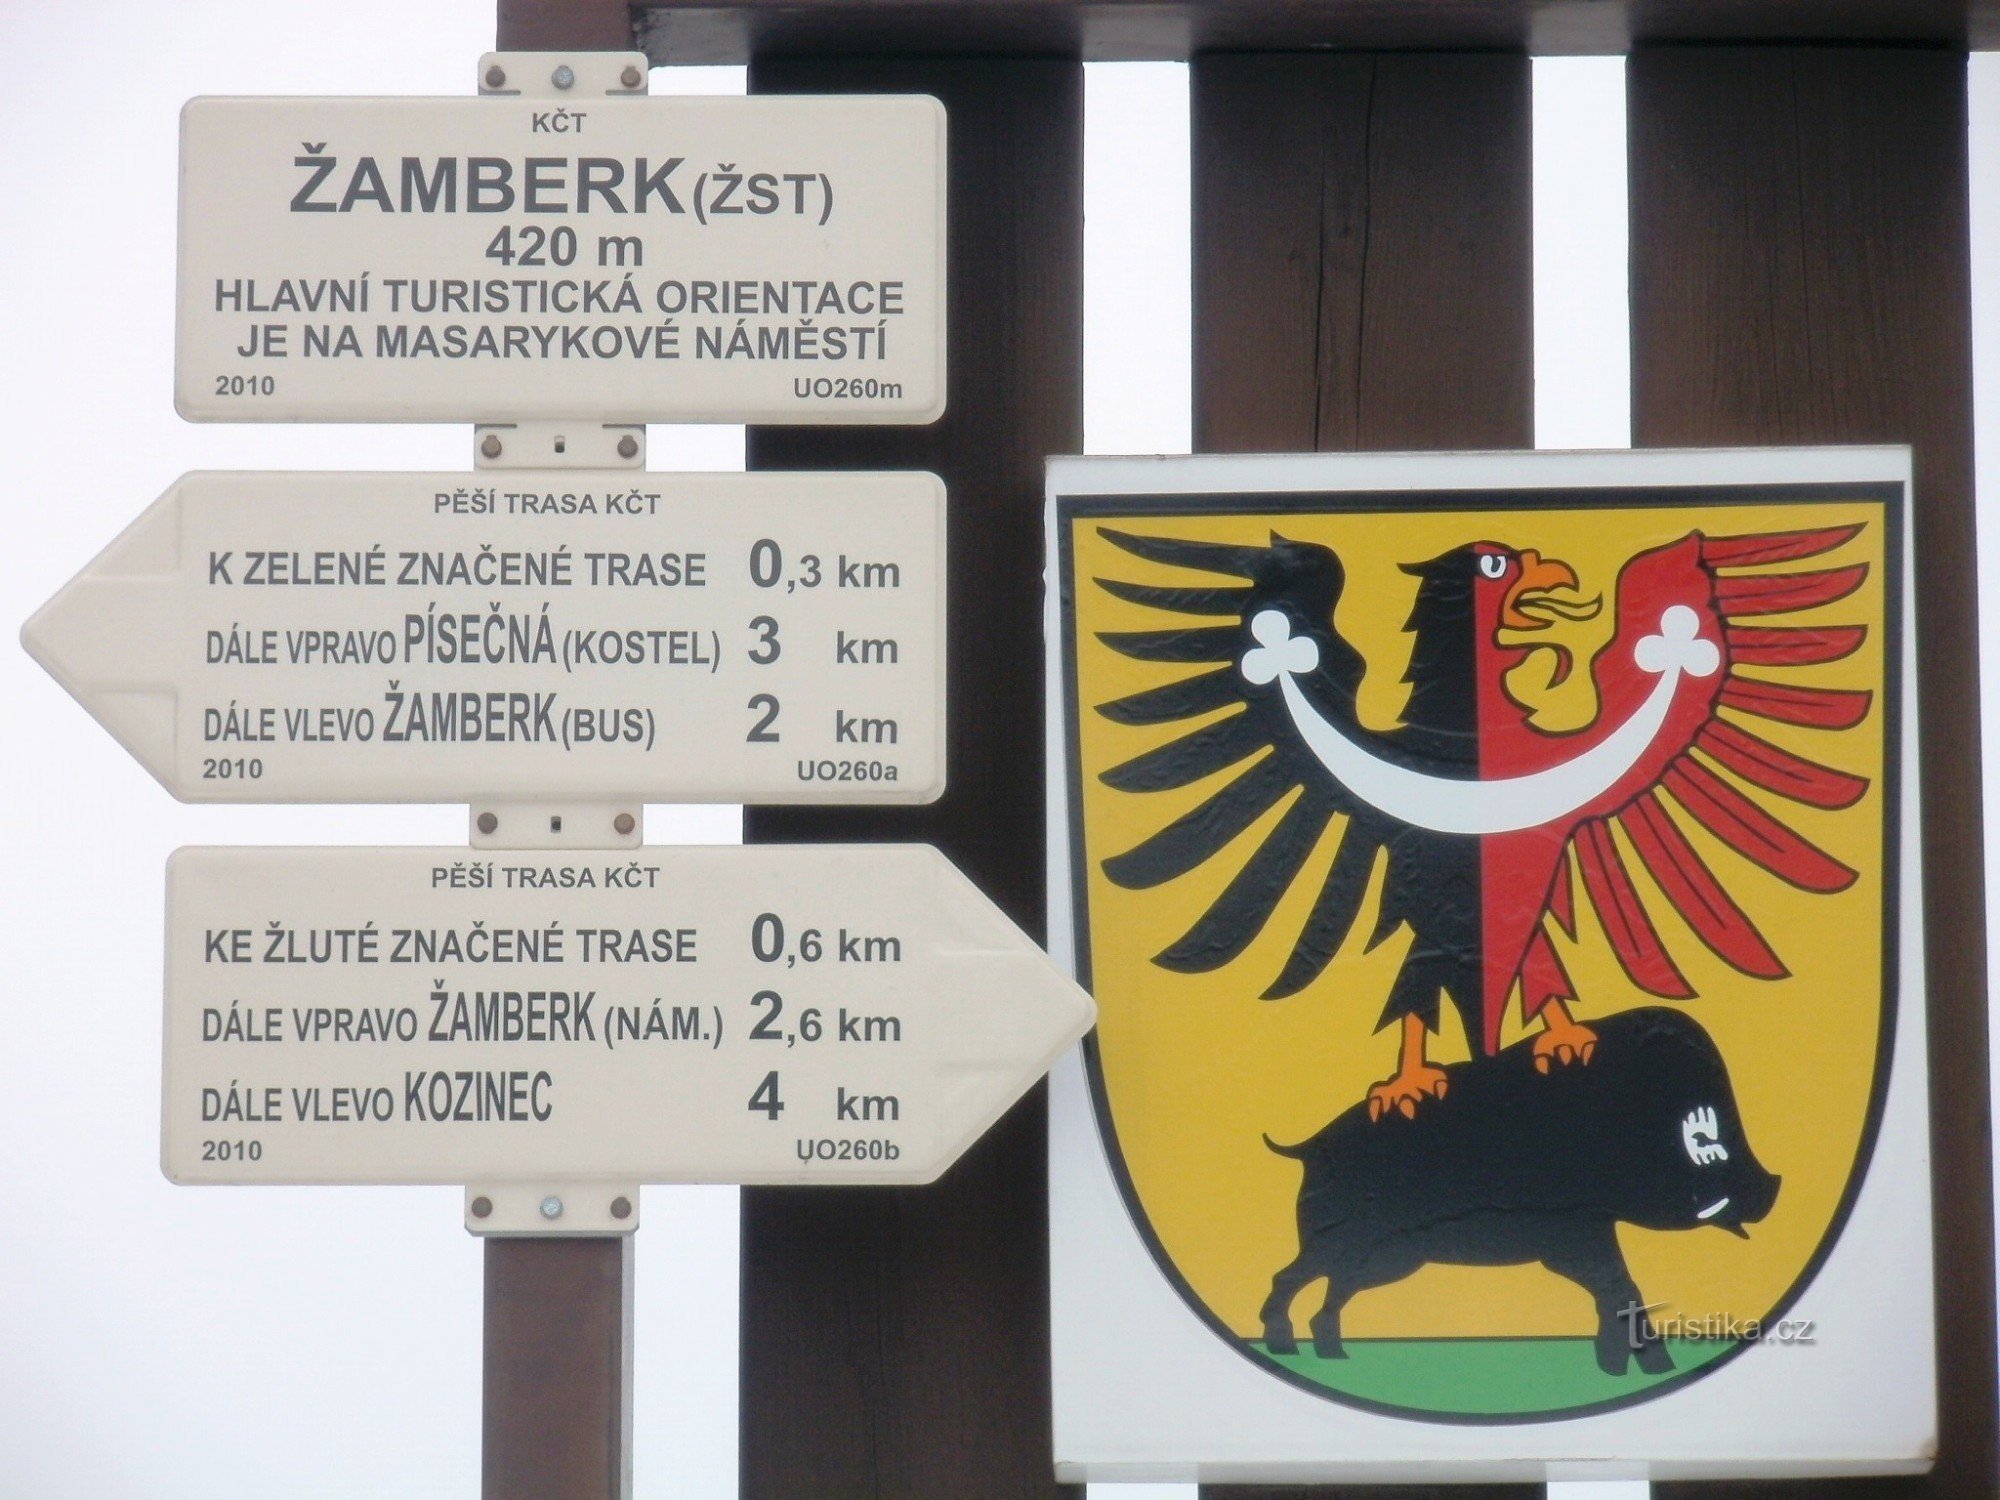 KČT
ŽAMBERK (ŽST)
420 m
HLAVNÍ TURISTICKÁ ORIENTACE
JE NA MASARYKOVÉ NÁMĚSTÍ
2010 UO260m
PĚŠÍ TRASA KČT
K ZELENÉ ZNAČENÉ TRASE 0,3 km
DÁLE VPRAVO PÍSEČNÁ (KOSTEL) 3 km
DÁLE VLEVO ŽAMBERK (BUS) 2 km
2010 UO260a
PĚŠÍ TRASA KČT
KE ŽLUTÉ ZNAČENÉ TRASE 0,6 km
DÁLE VPRAVO ŽAMBERK (NÁM.) 2,6 km
DÁLE VLEVO KOZINEC 4 km
2010 UO260b
Turistika.cz